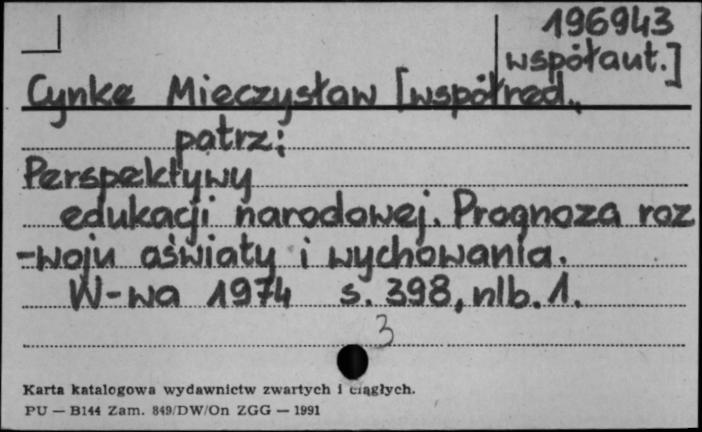 196943
współaut.]
Cynke Mieczysław [współred.,
patrz:
Perspektywy
edukacji narodowej. Prognoza roz
-woju oświaty i wychowania.
W-wa 1974 s. 398, nlb. 1.
3
Karta katalogowa wydawnictw zwartych i ciągłych.
PU — B144 Zam. 849/DW/On ZGG — 1991